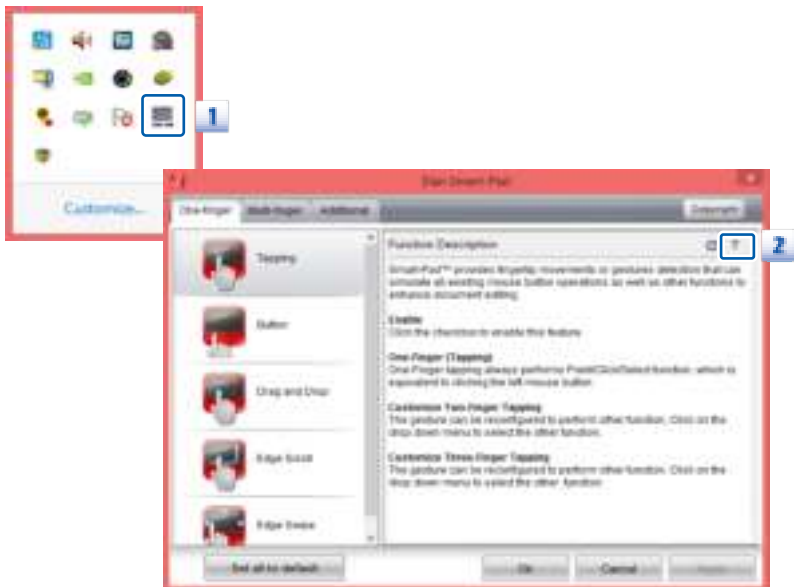 1
Customize...
Elan Smart-Pad
One-finger Multi-finger Additional
Copyright
Tapping
Button
Drag and Drop
Edge Scroll
Edge Swipe
Function Description
?
2
Smart-Pad™ provides fingertip movements or gestures detection that can
simulate all existing mouse button operations as well as other functions to
enhance document editing.
Enable
Click the checkbox to enable this feature.
One-Finger (Tapping)
One-Finger tapping always performs Point/Click/Select function, which is
equivalent to clicking the left mouse button.
Customize Two-Finger Tapping
The gesture can be reconfigured to perform other function. Click on the
drop down menu to select the other function.
Customize Three-Finger Tapping
The gesture can be reconfigured to perform other function. Click on the
drop down menu to select the other function.
Set all to default
Ok
Cancel
Apply